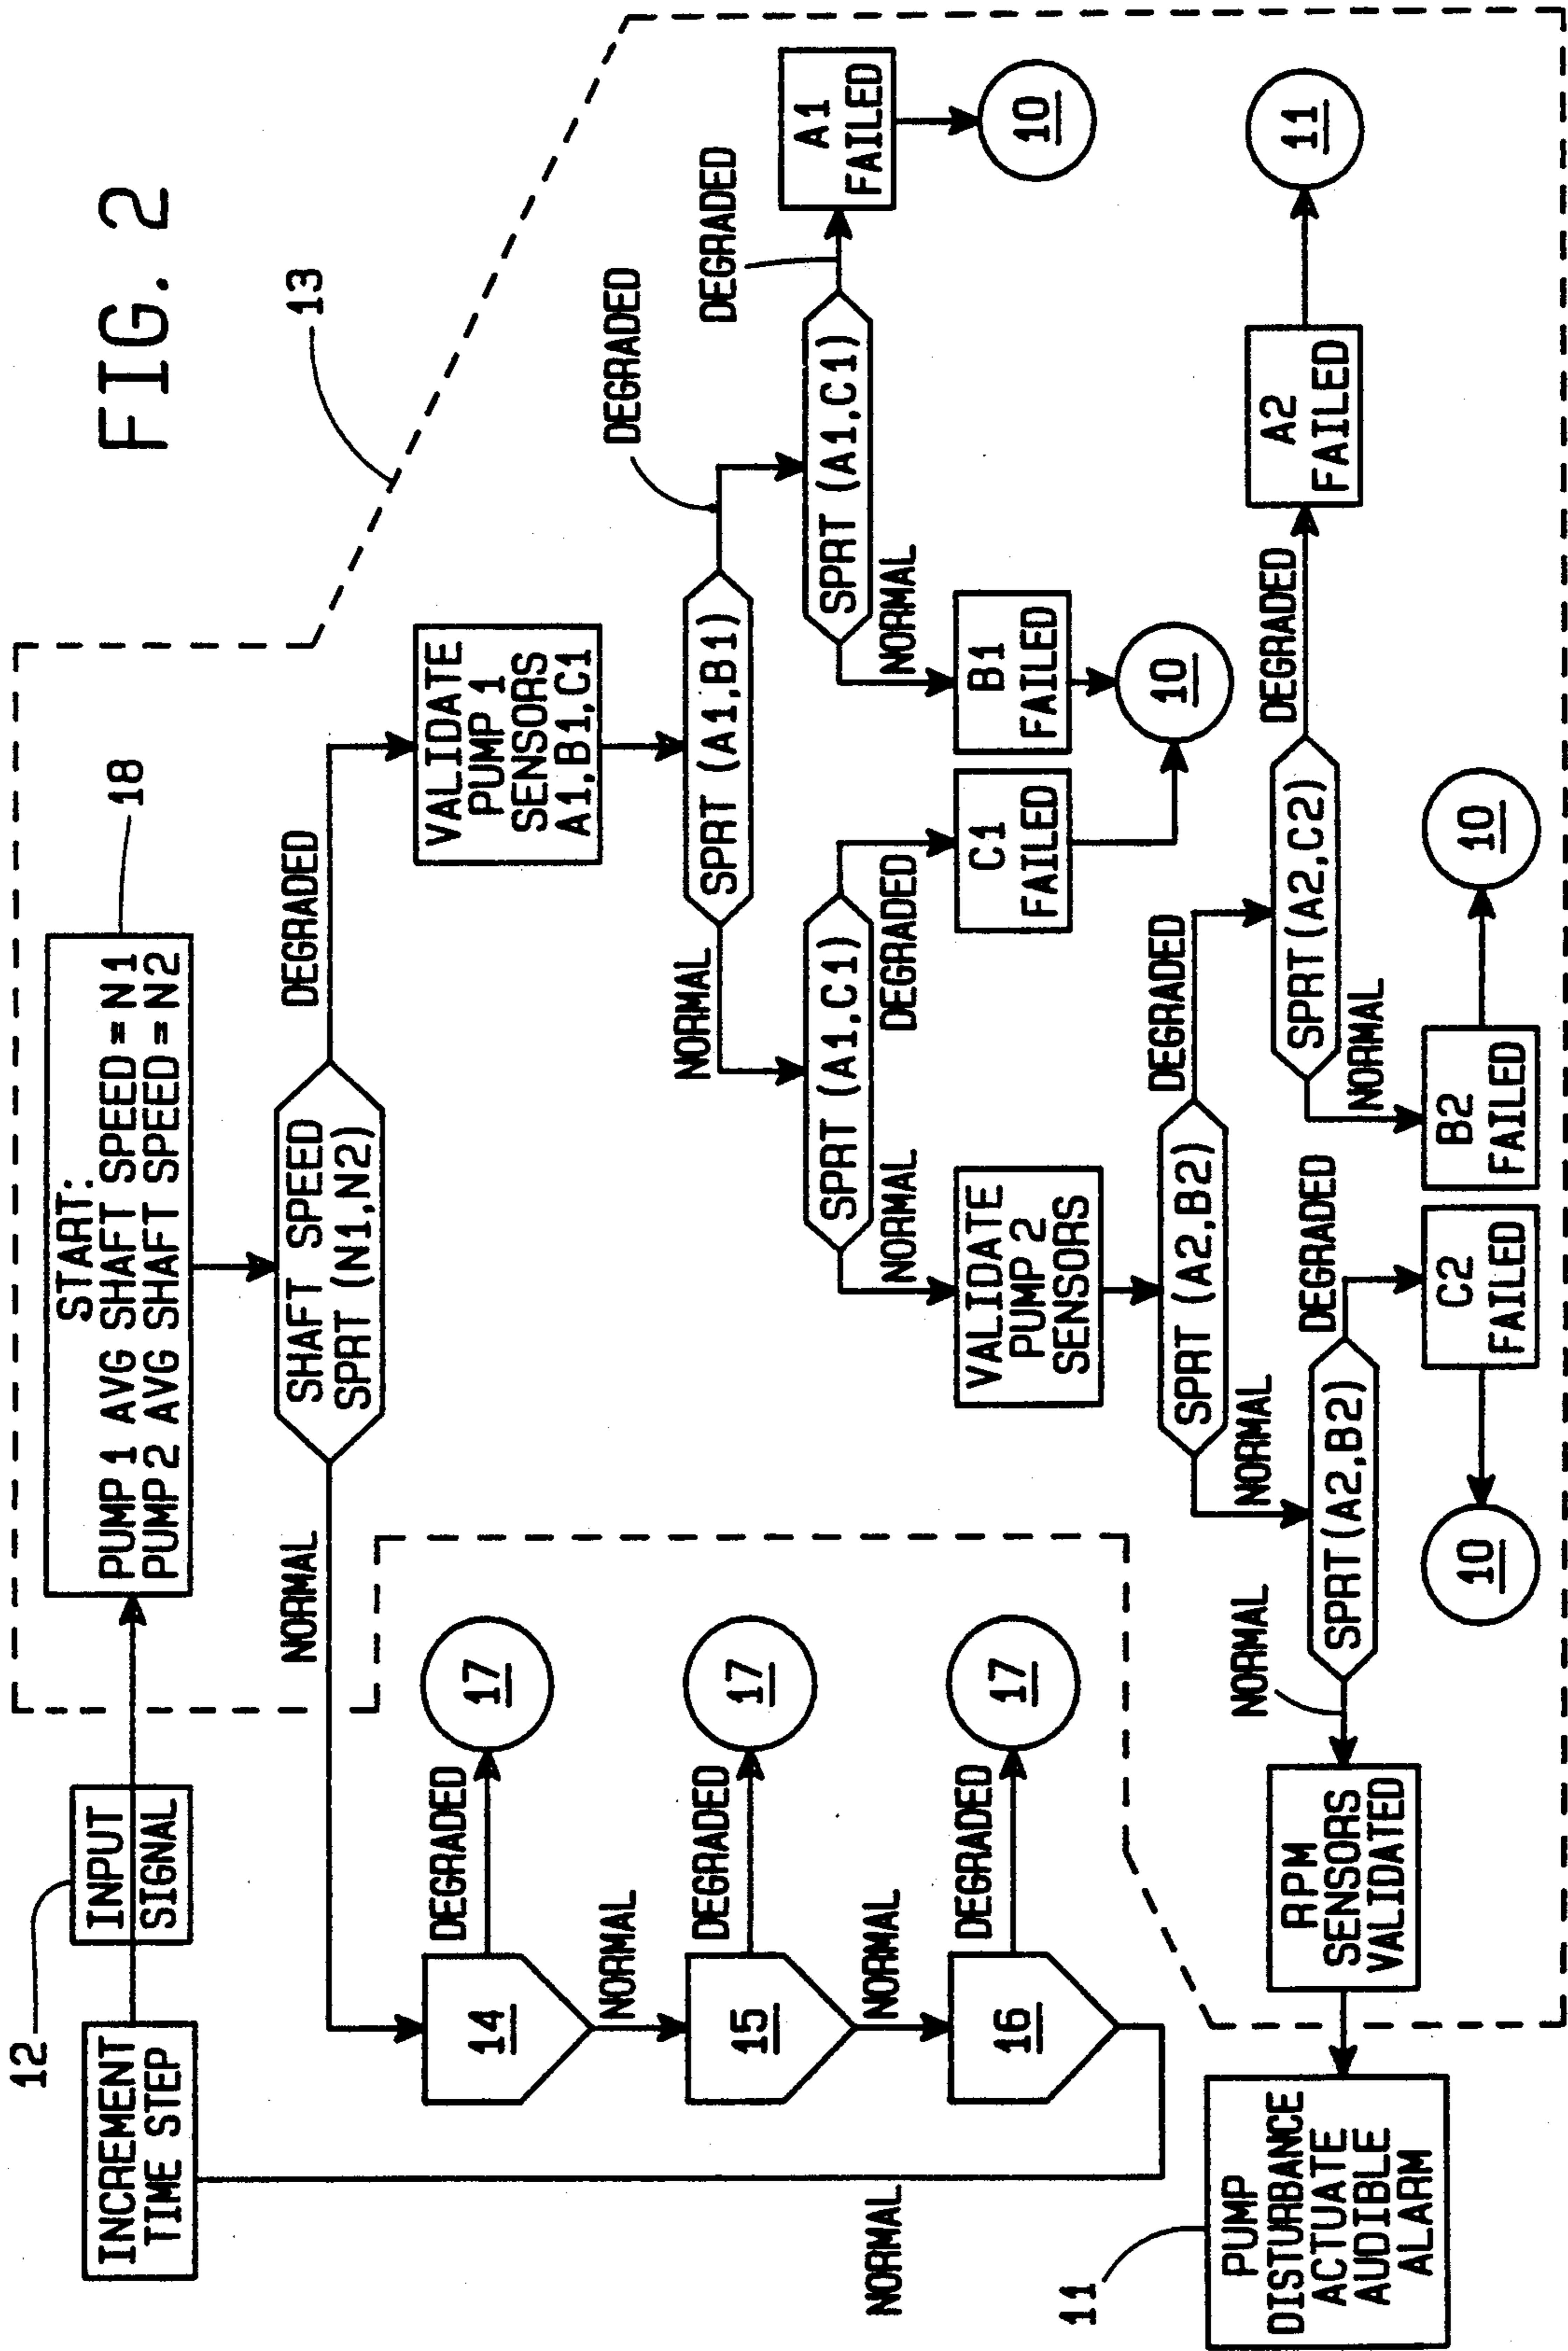 FIG. 2
12
INCREMENT
TIME STEP
INPUT
SIGNAL
START:
PUMP 1 AVG SHAFT SPEED = N1
PUMP 2 AVG SHAFT SPEED = N2
18
13
NORMAL
SHAFT SPEED
SPRT (N1,N2)
DEGRADED
14
DEGRADED
17
NORMAL
15
DEGRADED
17
NORMAL
16
DEGRADED
17
NORMAL
VALIDATE
PUMP 1
SENSORS
A1,B1,C1
NORMAL
SPRT (A1,B1)
DEGRADED
SPRT (A1,C1)
NORMAL
DEGRADED
SPRT (A1,C1)
NORMAL
DEGRADED
A1
FAILED
10
C1
FAILED
B1
FAILED
10
VALIDATE
PUMP 2
SENSORS
NORMAL
SPRT (A2,B2)
DEGRADED
SPRT (A2,B2)
NORMAL
DEGRADED
SPRT (A2,C2)
NORMAL
DEGRADED
A2
FAILED
11
10
C2
FAILED
B2
FAILED
10
RPM
SENSORS
VALIDATED
11
PUMP
DISTURBANCE
ACTUATE
AUDIBLE
ALARM